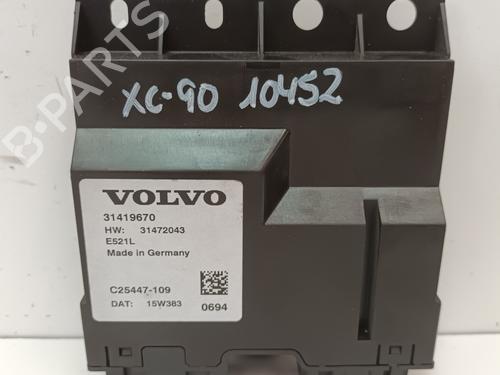 B-PARTS
XC-90 10452
VOLVO
31419670
HW: 31472043
E521L
Made in Germany
C25447-109
DAT: 15W383
0694